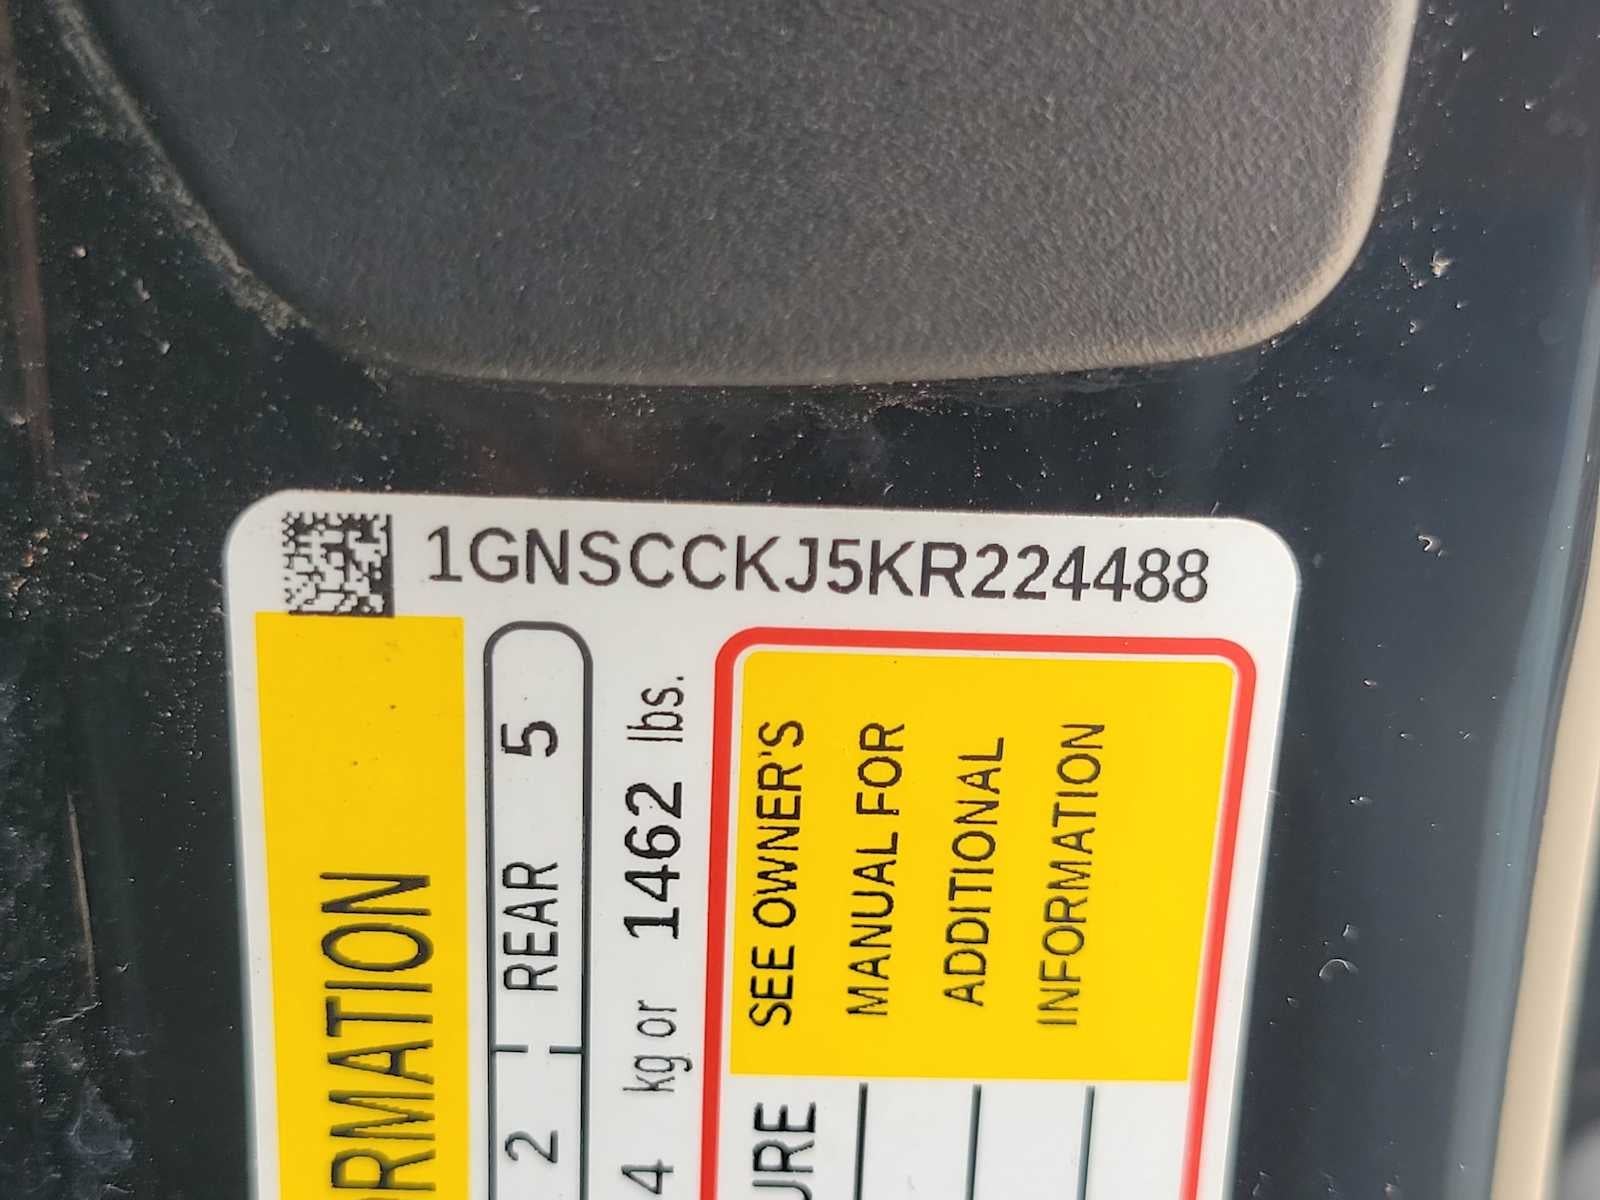 1GNSCCKJ5KR224488
RMATION
2 REAR 5
4 kg or 1462 lbs.
URE
SEE OWNER'S
MANUAL FOR
ADDITIONAL
INFORMATION